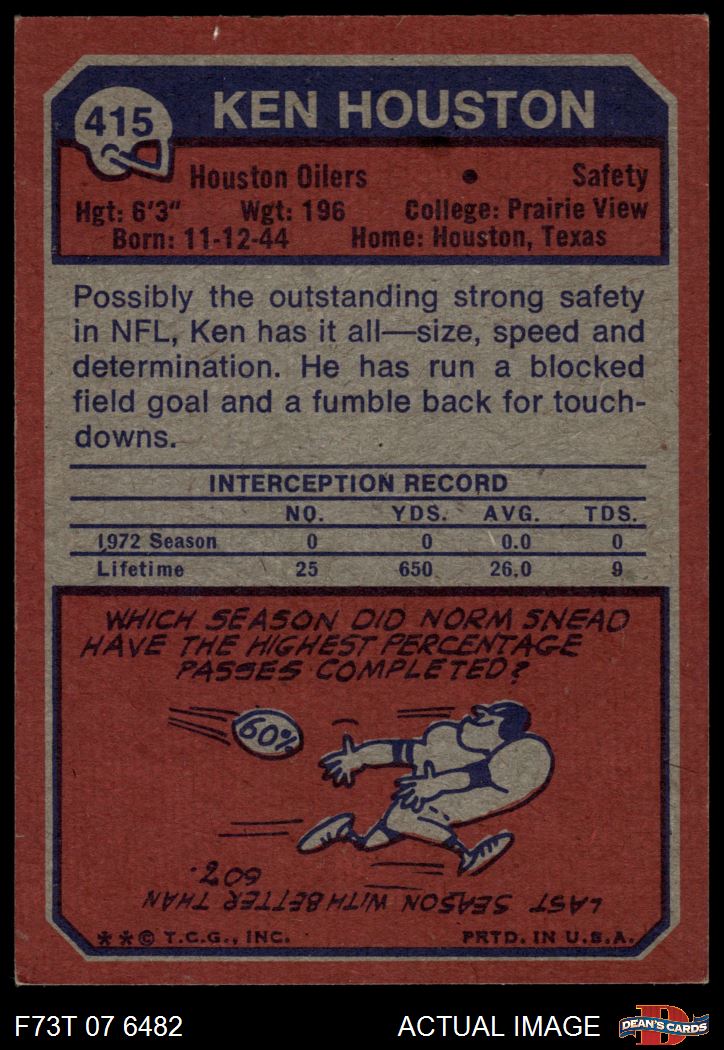 415
KEN HOUSTON
Houston Oilers • Safety
Hgt: 6'3" Wgt: 196 College: Prairie View
Born: 11-12-44 Home: Houston, Texas
Possibly the outstanding strong safety
in NFL, Ken has it all—size, speed and
determination. He has run a blocked
field goal and a fumble back for touch-
downs.
INTERCEPTION RECORD
NO. YDS. AVG. TDS.
1972 Season 0 0 0.0 0
Lifetime 25 650 26.0 9
WHICH SEASON DID NORM SNEAD
HAVE THE HIGHEST PERCENTAGE
PASSES COMPLETED?
60%
LAST SEASON WITH BETTER THAN
60%.
**© T.C.G., INC. PRTD. IN U.S.A.
F73T 07 6482 ACTUAL IMAGE
D
DEAN'S CARDS